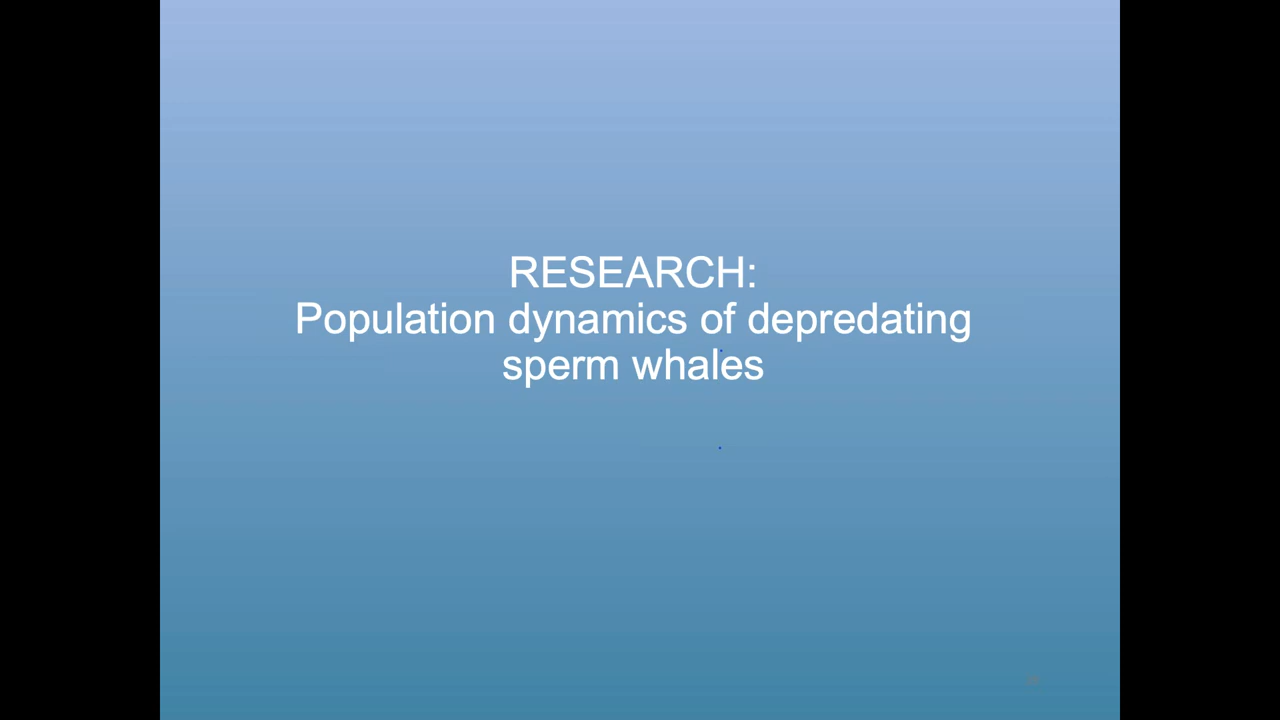 RESEARCH:
Population dynamics of depredating
sperm whales